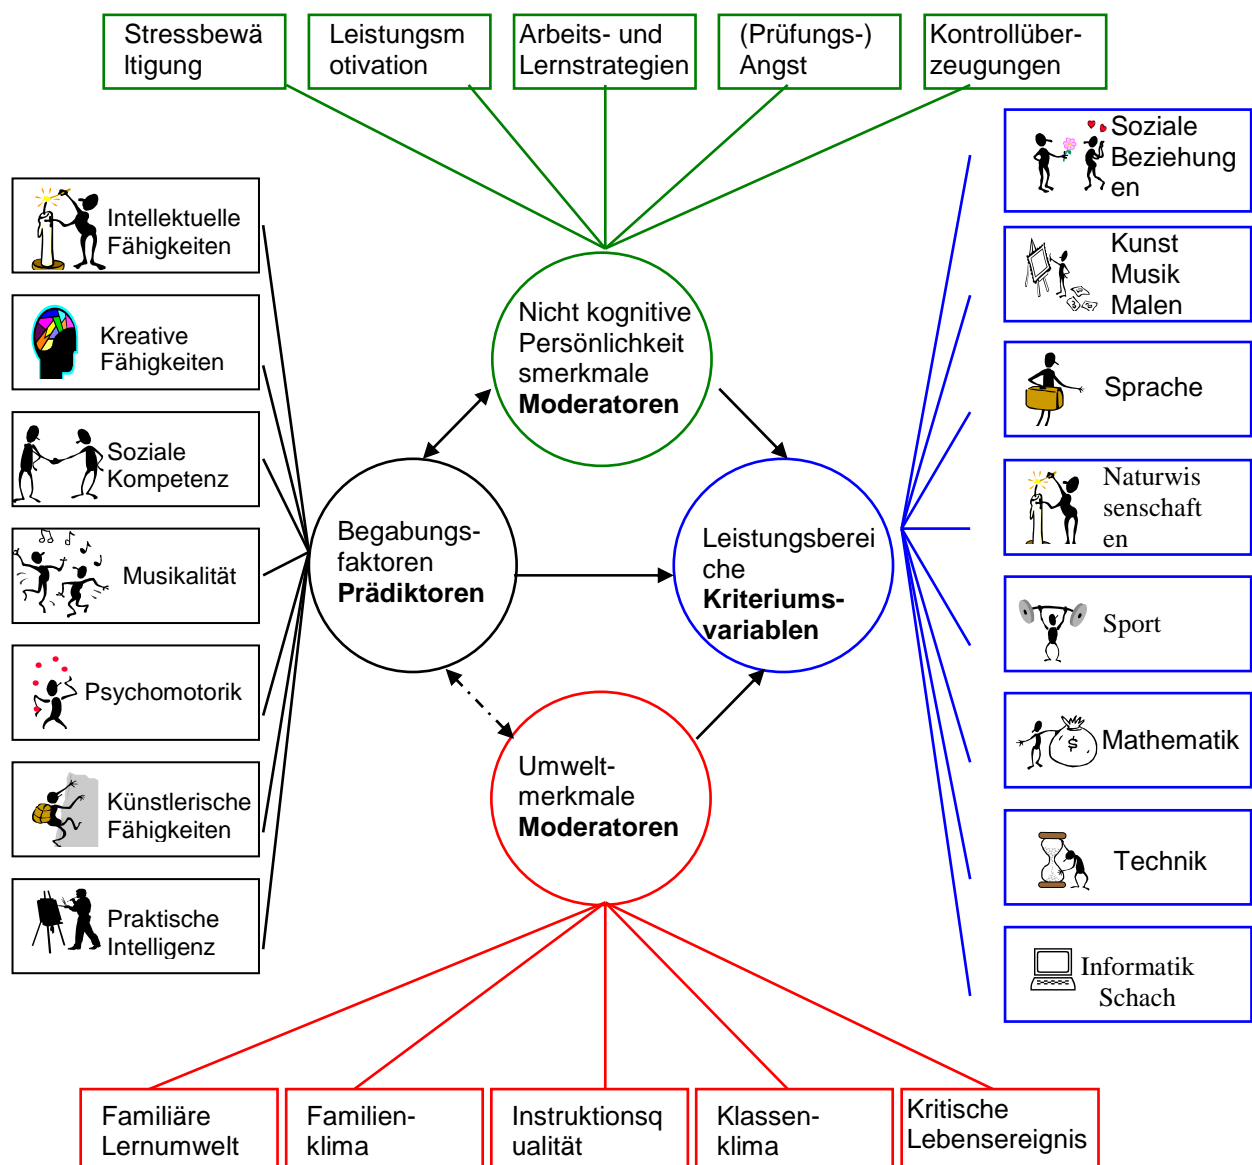 Stressbewä
ltigung
Leistungsm
otivation
Arbeits- und
Lernstrategien
(Prüfungs-)
Angst
Kontrollüber-
zeugungen
Intellektuelle
Fähigkeiten
Kreative
Fähigkeiten
Soziale
Kompetenz
Musikalität
Psychomotorik
Künstlerische
Fähigkeiten
Praktische
Intelligenz
Nicht kognitive
Persönlichkeit
smerkmale
Moderatoren
Begabungs-
faktoren
Prädiktoren
Leistungsberei
che
Kriteriums-
variablen
Umwelt-
merkmale
Moderatoren
Soziale
Beziehung
en
Kunst
Musik
Malen
Sprache
Naturwis
senschaft
en
Sport
$
Mathematik
Technik
Informatik
Schach
Familiäre
Lernumwelt
Familien-
klima
Instruktionsq
ualität
Klassen-
klima
Kritische
Lebensereignis